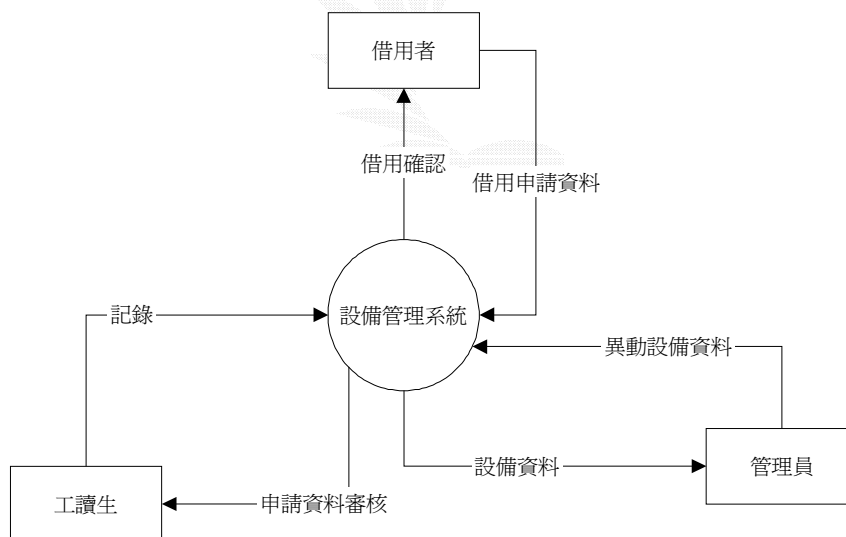 借用者
借用確認
借用申請資料
記錄
設備管理系統
異動設備資料
設備資料
管理員
工讀生
申請資料審核